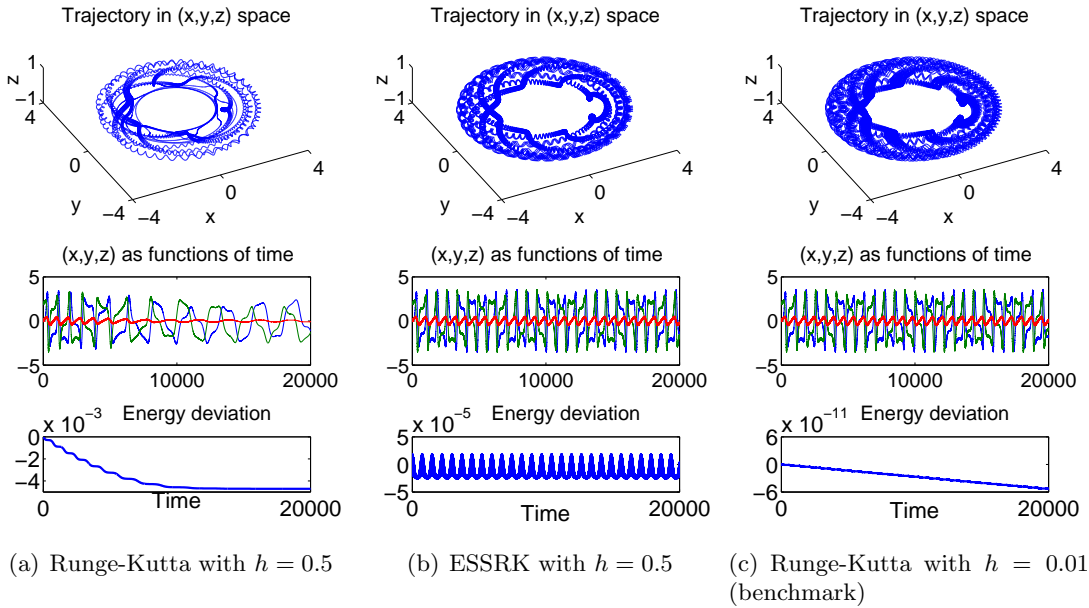 Trajectory in (x,y,z) space
z
1
−1
4
0
y
−4
−4
0
x
4
(x,y,z) as functions of time
5
0
−5
0
10000
20000
x 10−3
Energy deviation
0
−2
−4
0
Time
20000
(a) Runge-Kutta with h = 0.5
Trajectory in (x,y,z) space
z
1
−1
4
0
y
−4
−4
0
x
4
(x,y,z) as functions of time
5
0
−5
0
10000
20000
x 10−5
Energy deviation
5
0
−5
0
Time
20000
(b) ESSRK with h = 0.5
Trajectory in (x,y,z) space
z
1
−1
4
0
y
−4
−4
0
x
4
(x,y,z) as functions of time
5
0
−5
0
10000
20000
x 10−11
Energy deviation
6
0
−6
0
Time
20000
(c) Runge-Kutta with h = 0.01
(benchmark)